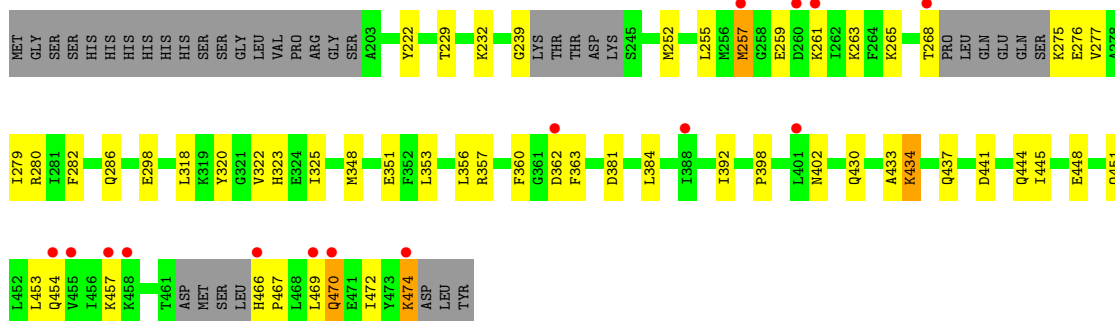 MET GLY SER SER HIS HIS HIS HIS HIS HIS SER SER GLY LEU VAL PRO ARG GLY SER A203 Y222 T229 K232 G239 LYS THR THR ASP LYS S245 M252 L255 M256 M257 G258 E259 D260 K261 I262 K263 F264 K265 T268 PRO LEU GLN GLU GLN SER K275 E276 V277 A278
I279 R280 I281 F282 Q286 E298 L318 K319 Y320 G321 V322 H323 E324 I325 M348 E351 F352 L353 L356 R357 F360 G361 D362 F363 D381 L384 I388 I392 P398 L401 N402 Q430 A433 K434 Q437 D441 Q444 I445 E448
L452 L453 Q454 V455 I456 K457 K458 T461 ASP MET SER LEU H466 P467 L468 L469 Q470 E471 I472 Y473 K474 ASP LEU TYR